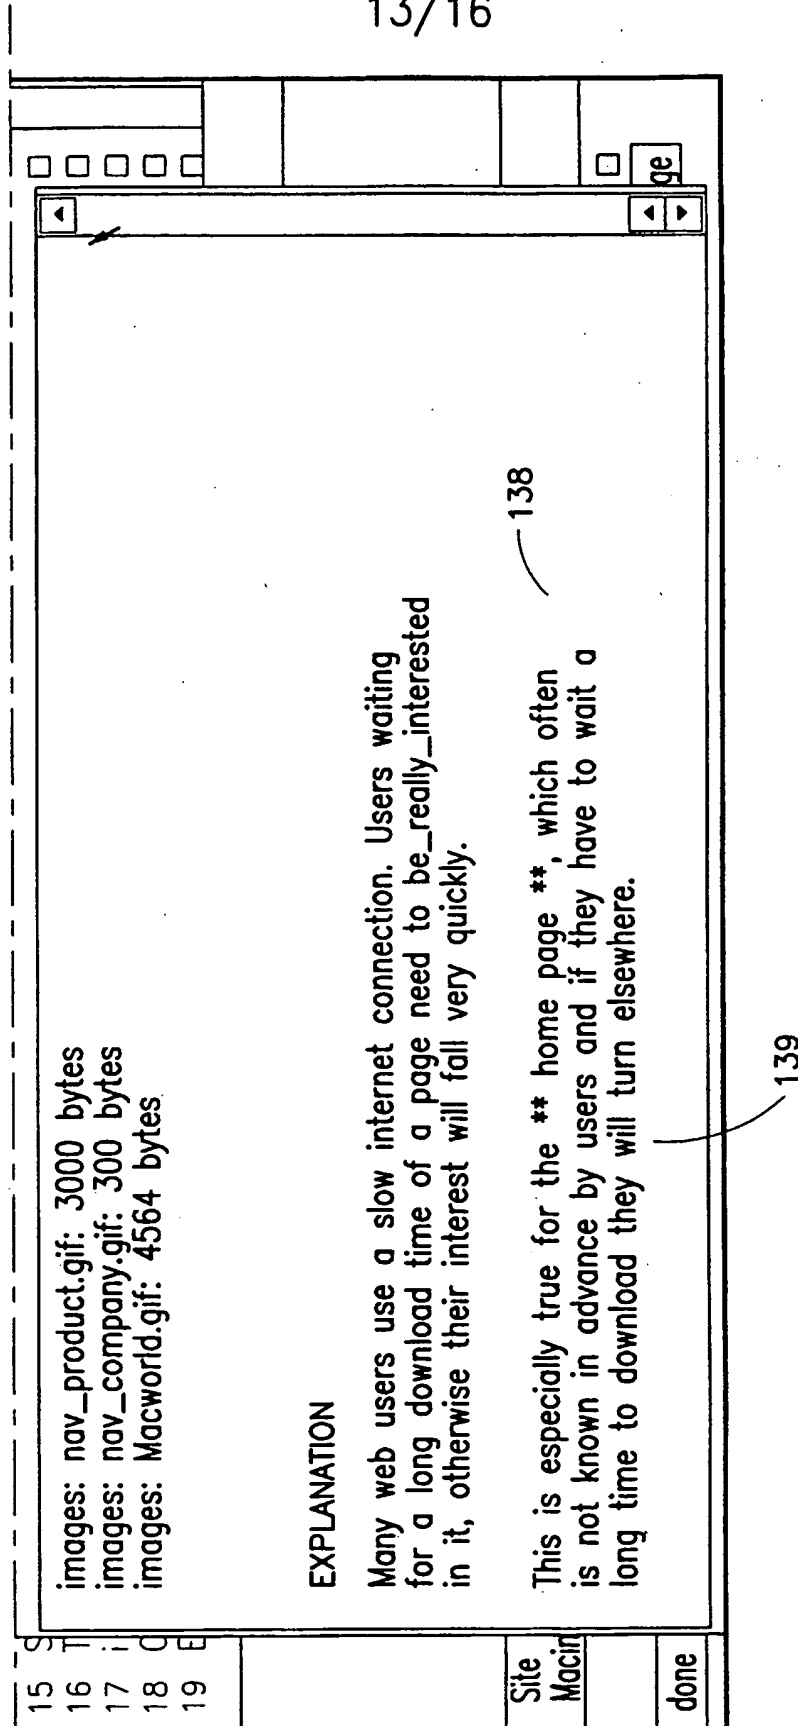 13/16
15 S
16 T
17 i
18 C
19 E
images: nav_product.gif: 3000 bytes
images: nav_company.gif: 300 bytes
images: Macworld.gif: 4564 bytes
EXPLANATION
Many web users use a slow internet connection. Users waiting
for a long download time of a page need to be_really_interested
in it, otherwise their interest will fall very quickly.
This is especially true for the ** home page **, which often
is not known in advance by users and if they have to wait a
long time to download they will turn elsewhere.
138
139
Site
Macin
done
ge